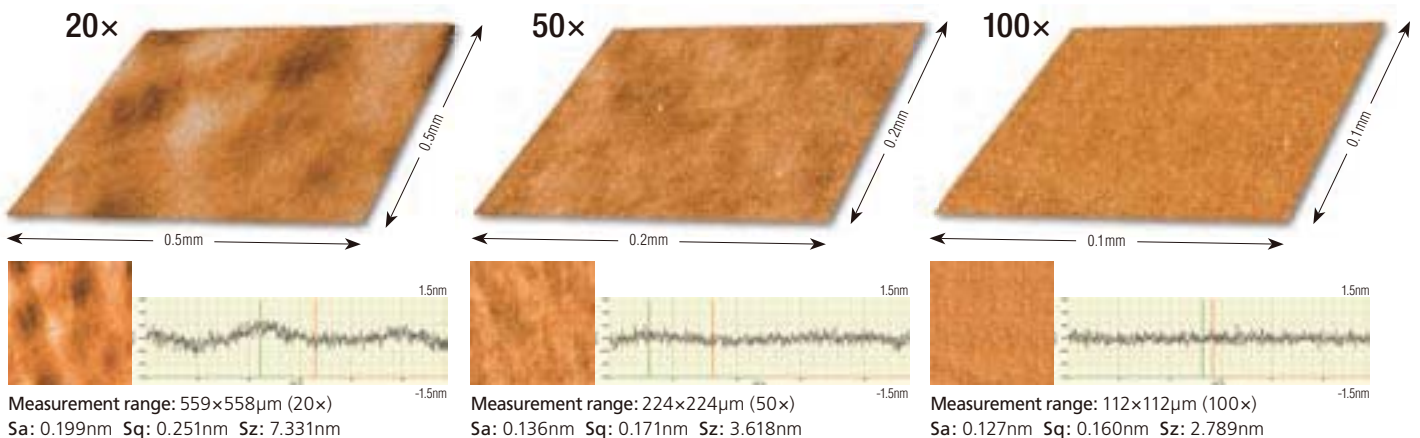 20×
50×
100×
0.5mm
0.5mm
0.2mm
0.2mm
0.1mm
0.1mm
1.5nm
-1.5nm
1.5nm
-1.5nm
1.5nm
-1.5nm
Measurement range: 559×558μm (20×)
Sa: 0.199nm Sq: 0.251nm Sz: 7.331nm
Measurement range: 224×224μm (50×)
Sa: 0.136nm Sq: 0.171nm Sz: 3.618nm
Measurement range: 112×112μm (100×)
Sa: 0.127nm Sq: 0.160nm Sz: 2.789nm